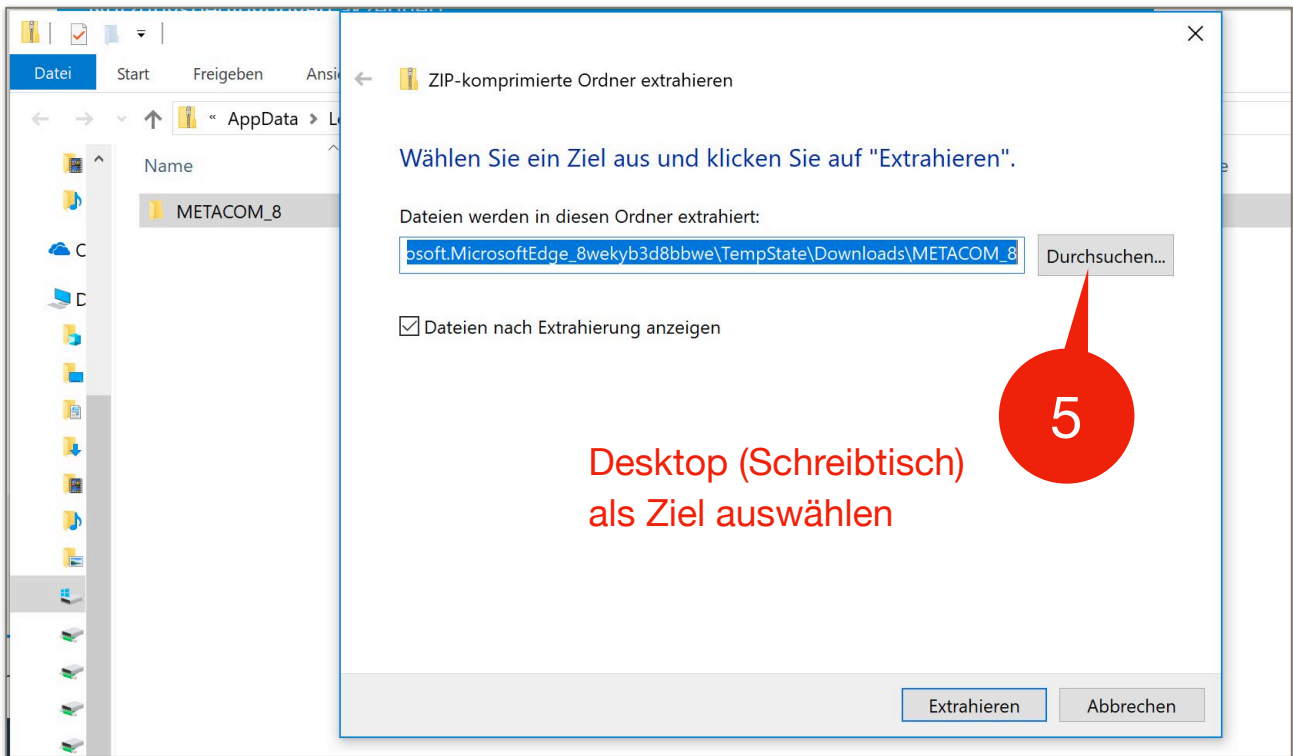 Datei Start Freigeben Ansi
« AppData > L
Name
METACOM_8
ZIP-komprimierte Ordner extrahieren
Wählen Sie ein Ziel aus und klicken Sie auf "Extrahieren".
Dateien werden in diesen Ordner extrahiert:
osoft.MicrosoftEdge_8wekyb3d8bbwe\TempState\Downloads\METACOM_8
Durchsuchen...
Dateien nach Extrahierung anzeigen
5
Desktop (Schreibtisch)
als Ziel auswählen
Extrahieren Abbrechen